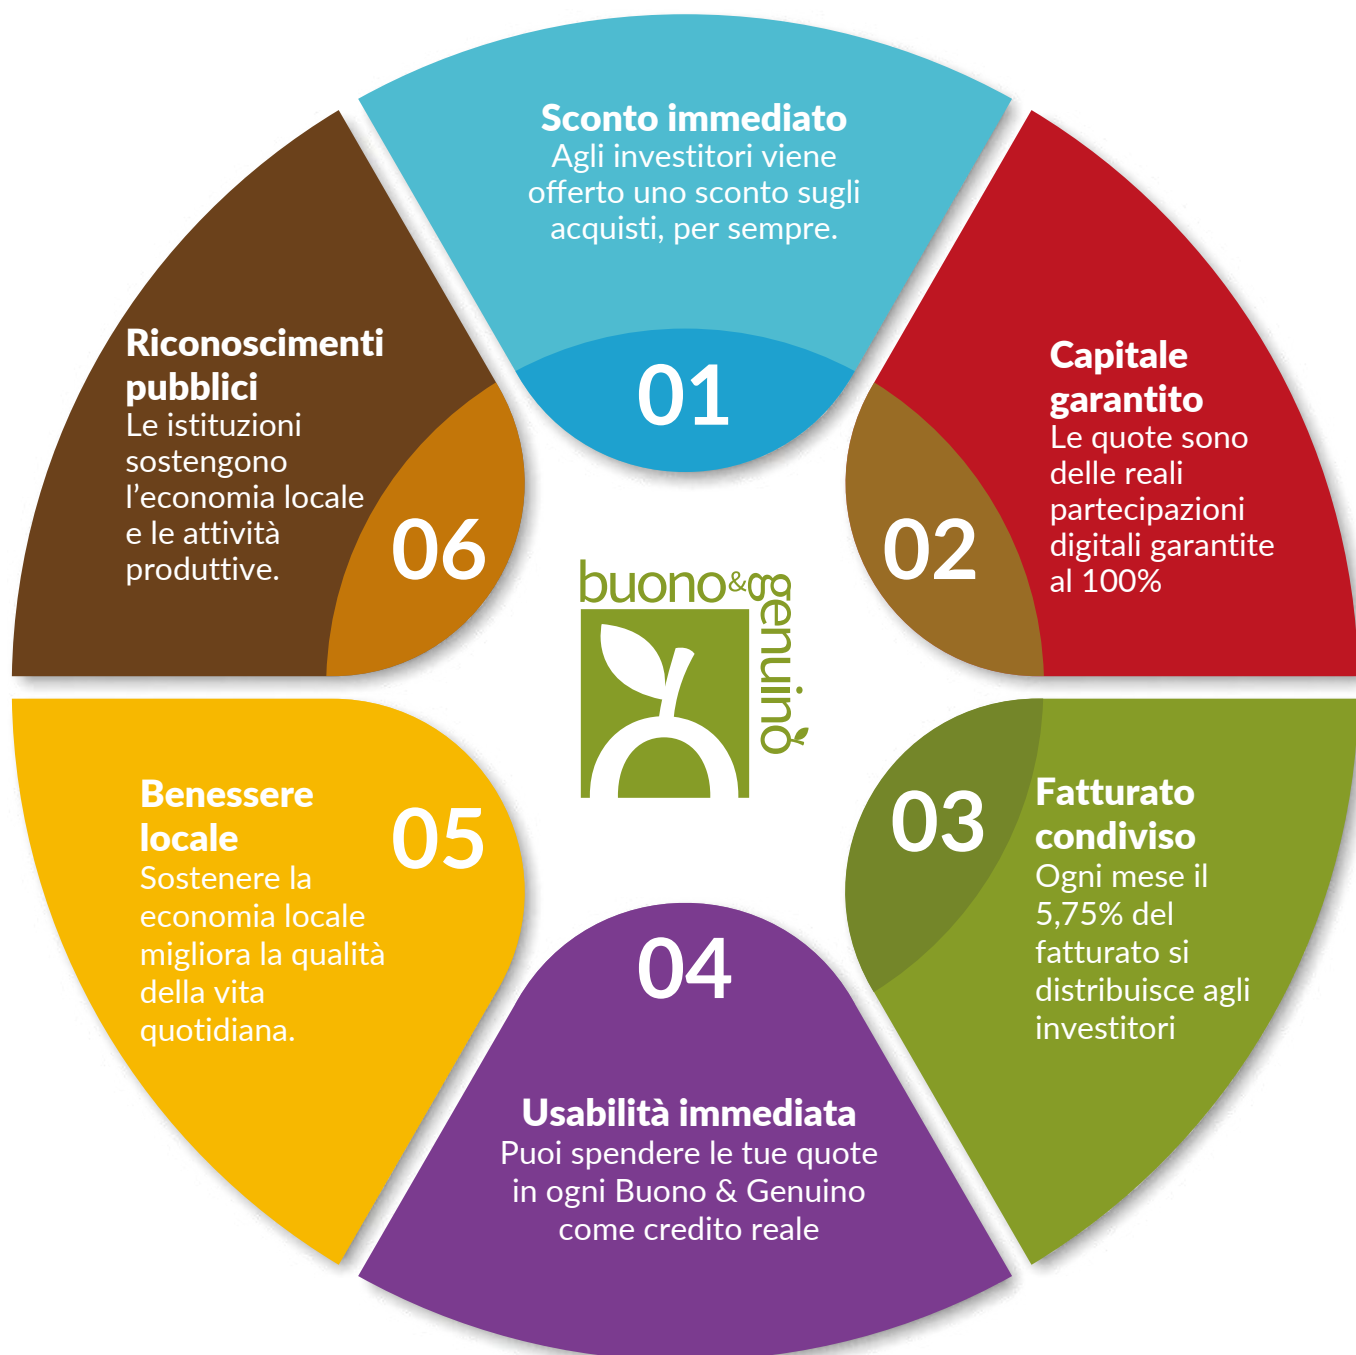 Sconto immediato
Agli investitori viene
offerto uno sconto sugli
acquisti, per sempre.
01
Capitale
garantito
Le quote sono
delle reali
partecipazioni
digitali garantite
al 100%
02
Fatturato
condiviso
Ogni mese il
5,75% del
fatturato si
distribuisce agli
investitori
03
04
Usabilità immediata
Puoi spendere le tue quote
in ogni Buono & Genuino
come credito reale
Benessere
locale
Sostenere la
economia locale
migliora la qualità
della vita
quotidiana.
05
Riconoscimenti
pubblici
Le istituzioni
sostengono
l’economia locale
e le attività
produttive.
06
buono&
genuino